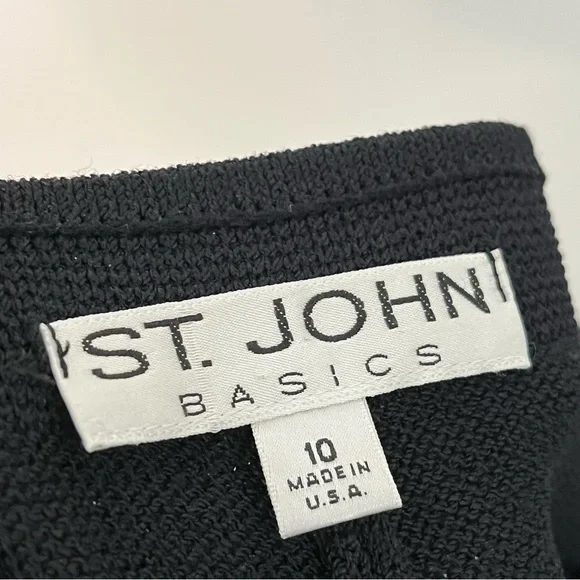 ST. JOHN
BASICS
10
MADE IN
U.S.A.